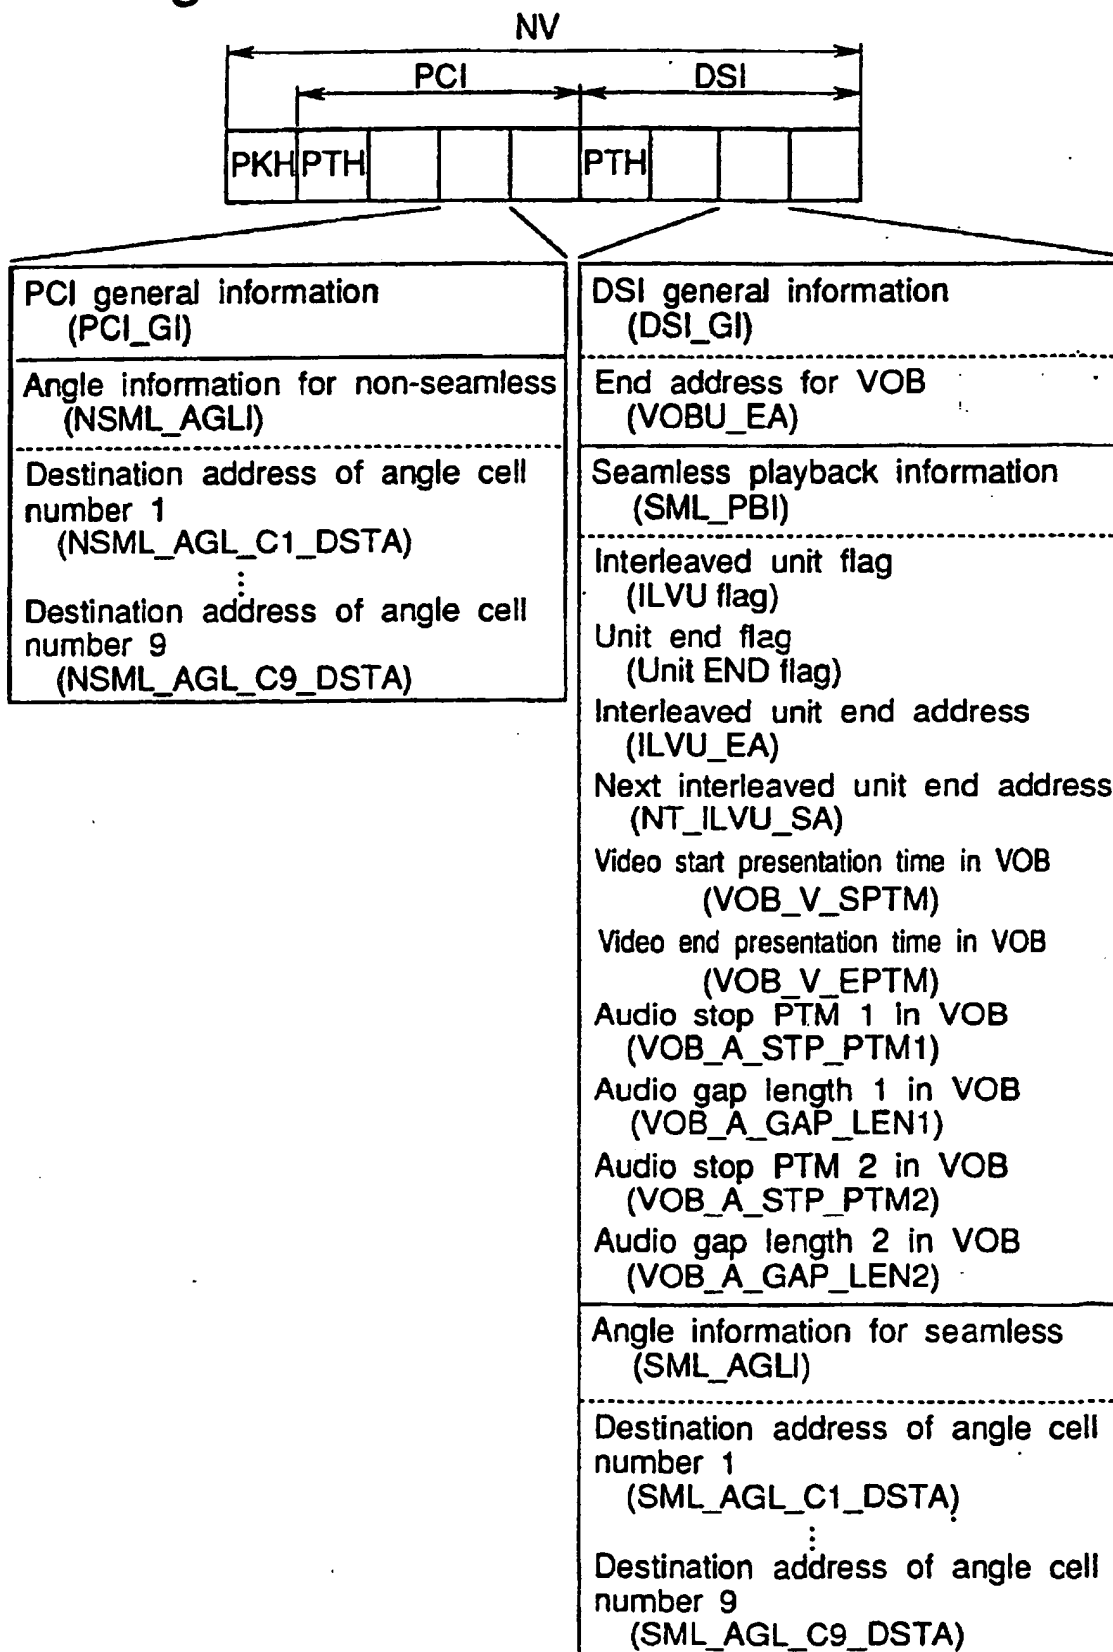 g
NV
PCI
DSI
PKH PTH PTH
PCI general information
(PCI_GI)
Angle information for non-seamless
(NSML_AGLI)
Destination address of angle cell
number 1
(NSML_AGL_C1_DSTA)
⋮
Destination address of angle cell
number 9
(NSML_AGL_C9_DSTA)
DSI general information
(DSI_GI)
End address for VOB
(VOBU_EA)
Seamless playback information
(SML_PBI)
Interleaved unit flag
(ILVU flag)
Unit end flag
(Unit END flag)
Interleaved unit end address
(ILVU_EA)
Next interleaved unit end address
(NT_ILVU_SA)
Video start presentation time in VOB
(VOB_V_SPTM)
Video end presentation time in VOB
(VOB_V_EPTM)
Audio stop PTM 1 in VOB
(VOB_A_STP_PTM1)
Audio gap length 1 in VOB
(VOB_A_GAP_LEN1)
Audio stop PTM 2 in VOB
(VOB_A_STP_PTM2)
Audio gap length 2 in VOB
(VOB_A_GAP_LEN2)
Angle information for seamless
(SML_AGLI)
Destination address of angle cell
number 1
(SML_AGL_C1_DSTA)
⋮
Destination address of angle cell
number 9
(SML_AGL_C9_DSTA)